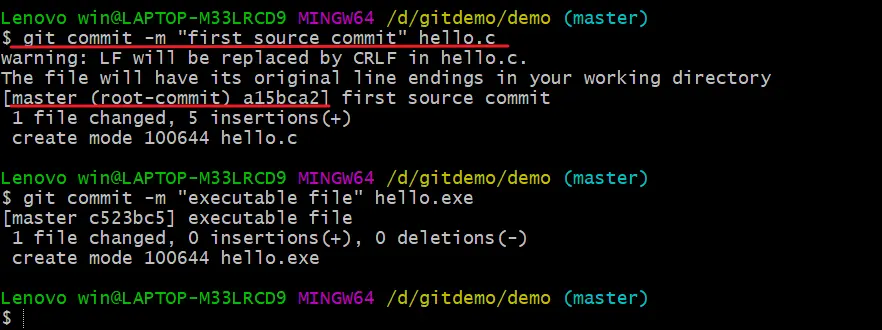 Lenovo win@LAPTOP-M33LRCD9 MINGW64 /d/gitdemo/demo (master)
$ git commit -m "first source commit" hello.c
warning: LF will be replaced by CRLF in hello.c.
The file will have its original line endings in your working directory
[master (root-commit) a15bca2] first source commit
 1 file changed, 5 insertions(+)
 create mode 100644 hello.c
Lenovo win@LAPTOP-M33LRCD9 MINGW64 /d/gitdemo/demo (master)
$ git commit -m "executable file" hello.exe
[master c523bc5] executable file
 1 file changed, 0 insertions(+), 0 deletions(-)
 create mode 100644 hello.exe
Lenovo win@LAPTOP-M33LRCD9 MINGW64 /d/gitdemo/demo (master)
$